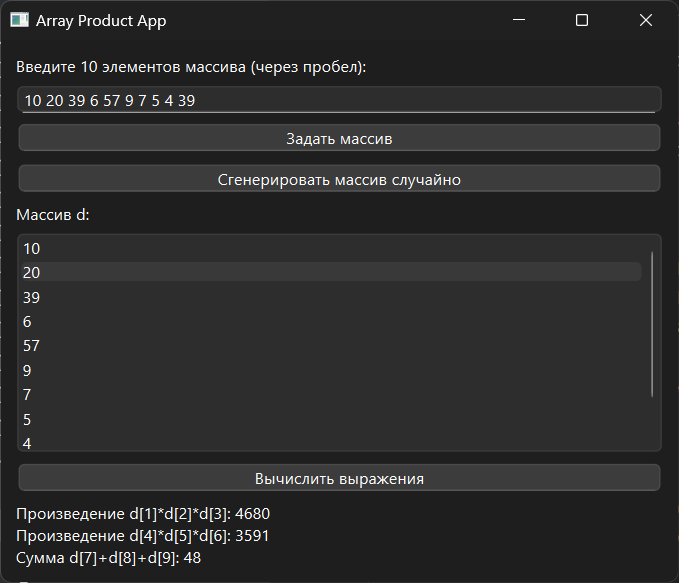 Array Product App
Введите 10 элементов массива (через пробел):
10 20 39 6 57 9 7 5 4 39
Задать массив
Сгенерировать массив случайно
Массив d:
10
20
39
6
57
9
7
5
4
Вычислить выражения
Произведение d[1]*d[2]*d[3]: 4680
Произведение d[4]*d[5]*d[6]: 3591
Сумма d[7]+d[8]+d[9]: 48